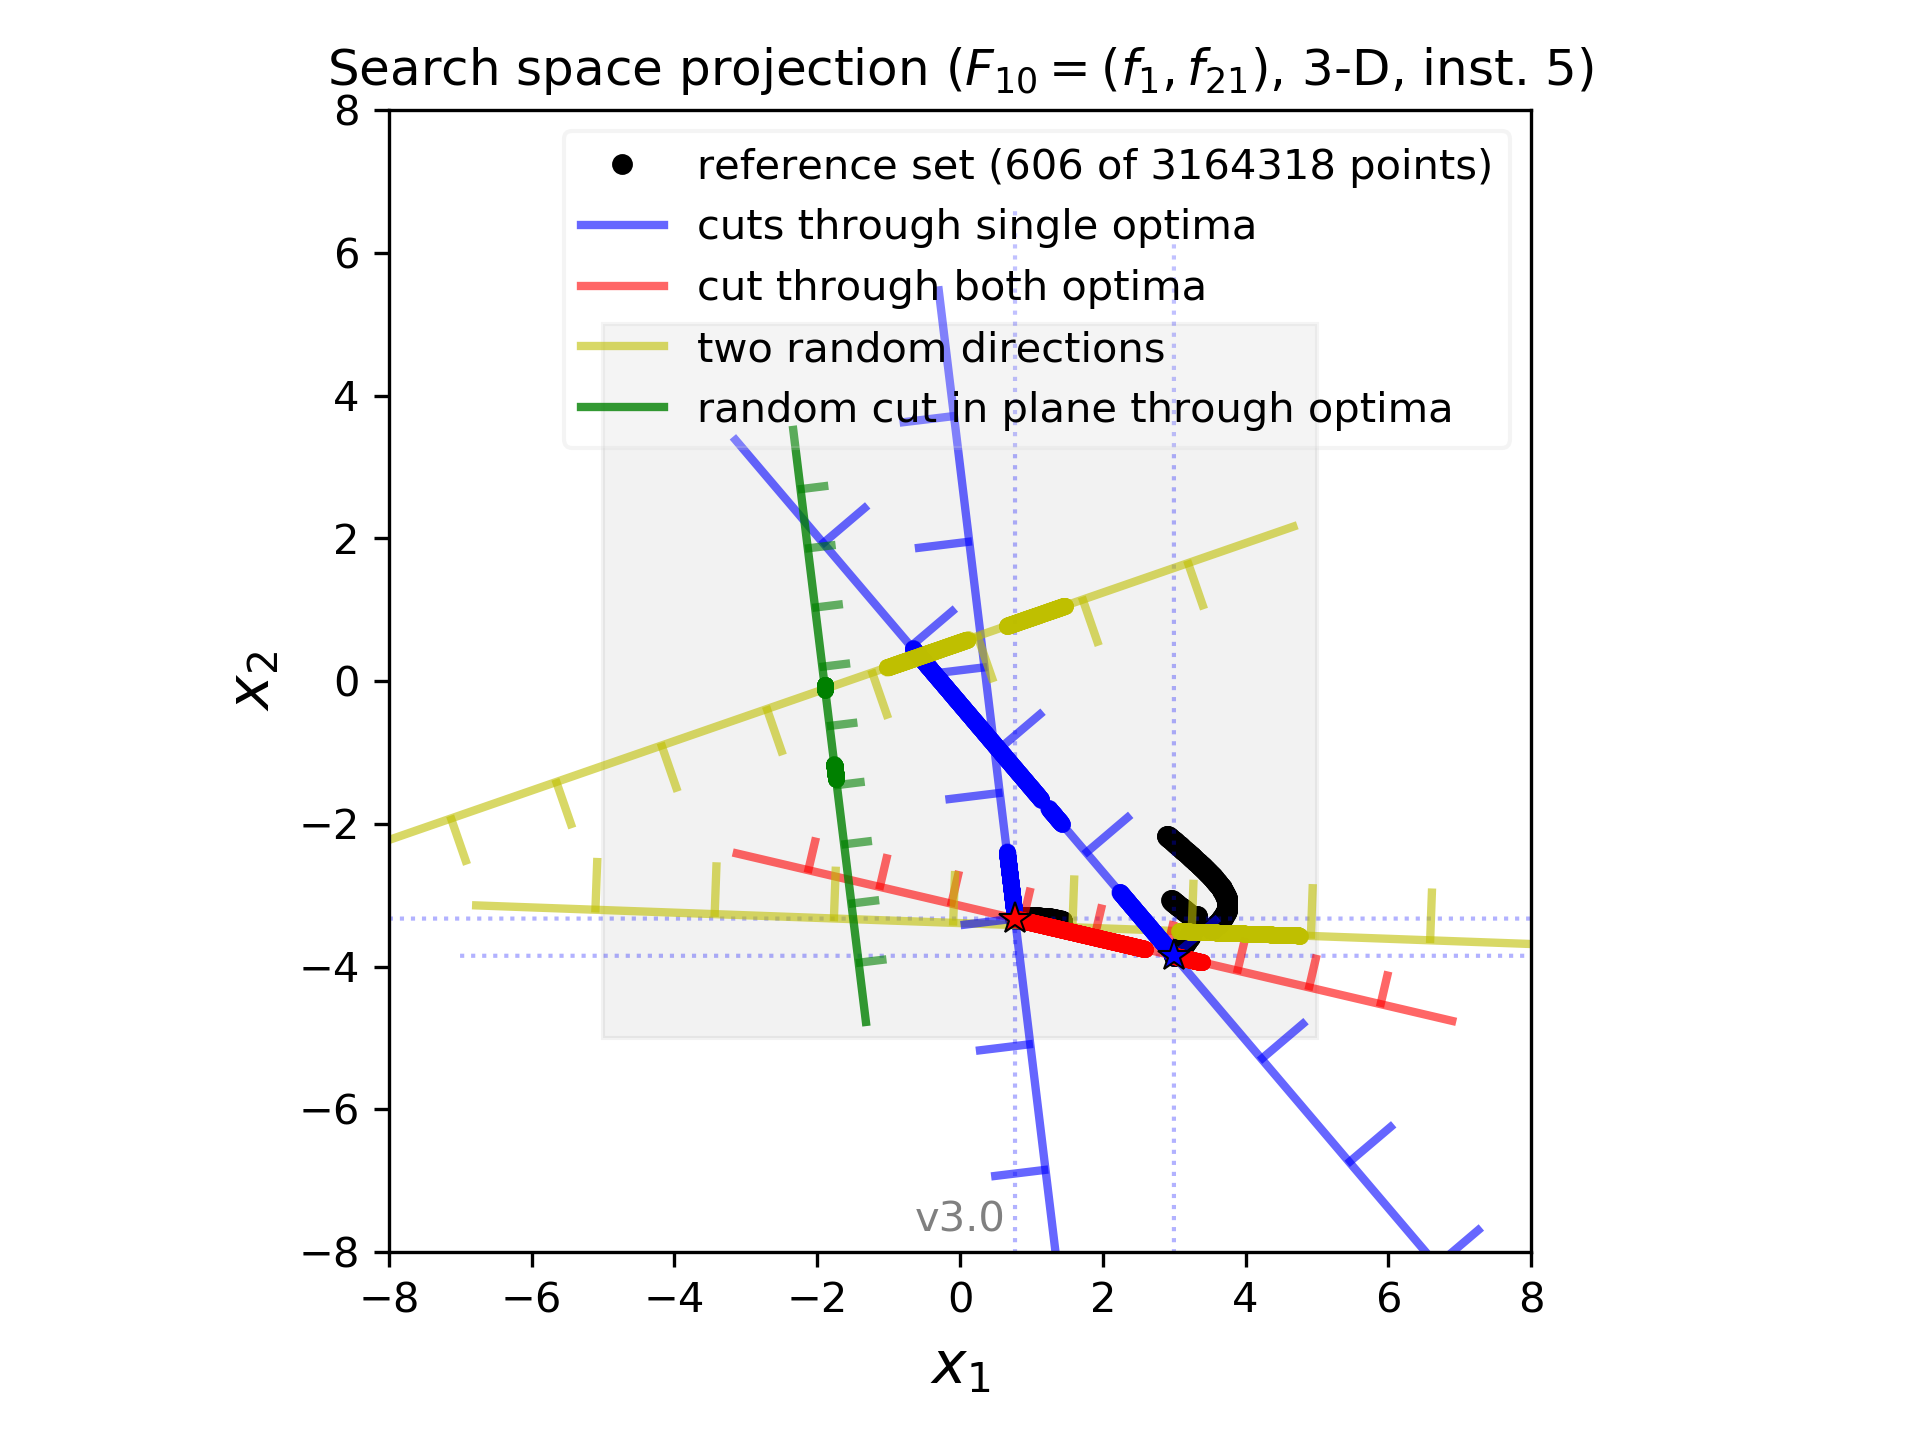 Search space projection (F₁₀ = (f₁, f₂₁), 3-D, inst. 5)
reference set (606 of 3164318 points)
cuts through single optima
cut through both optima
two random directions
random cut in plane through optima
8
6
4
2
0
−2
−4
−6
−8
x₂
v3.0
−8 −6 −4 −2 0 2 4 6 8
x₁